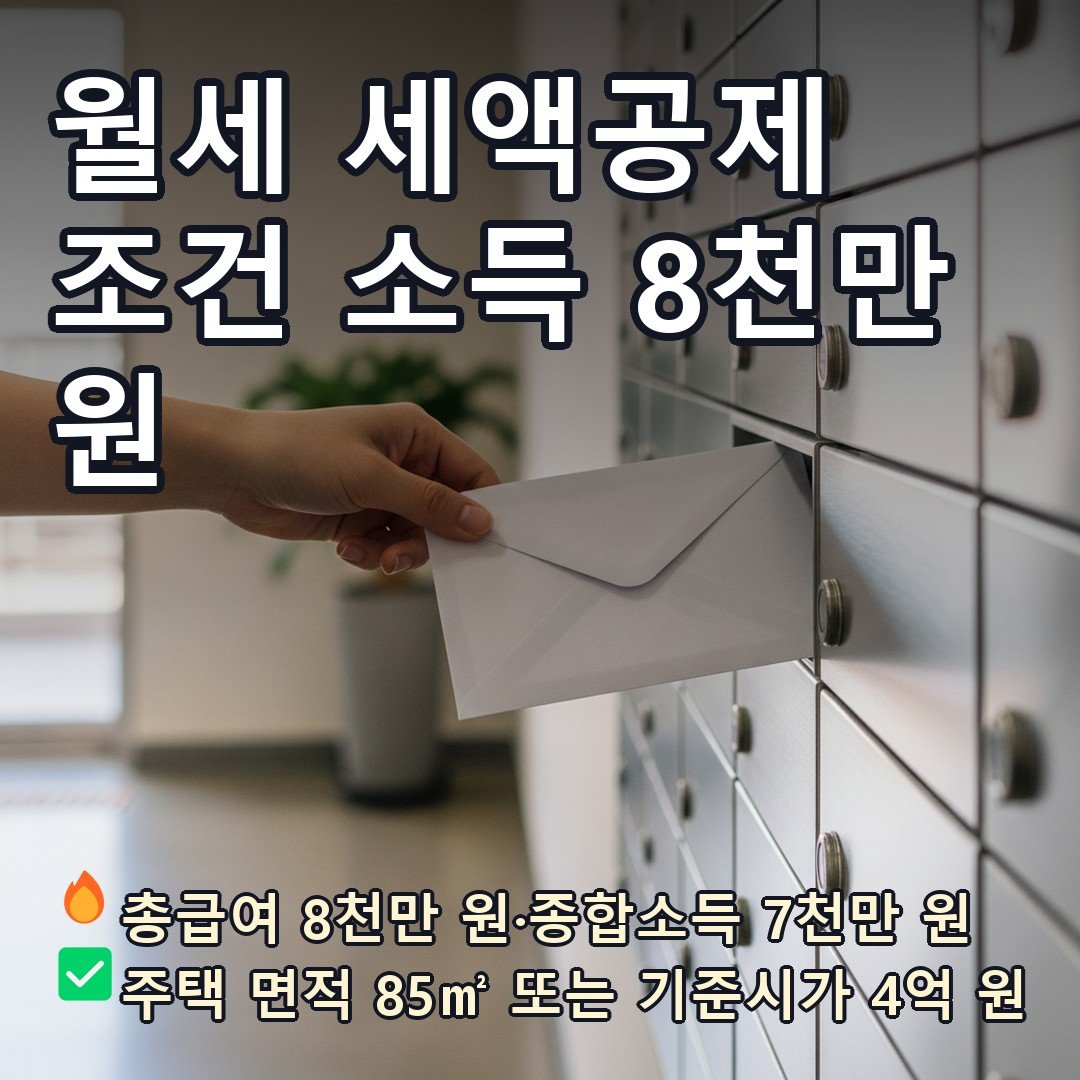 월세 세액공제
조건 소득 8천만
원
🔥 총급여 8천만 원·종합소득 7천만 원
✅ 주택 면적 85㎡ 또는 기준시가 4억 원